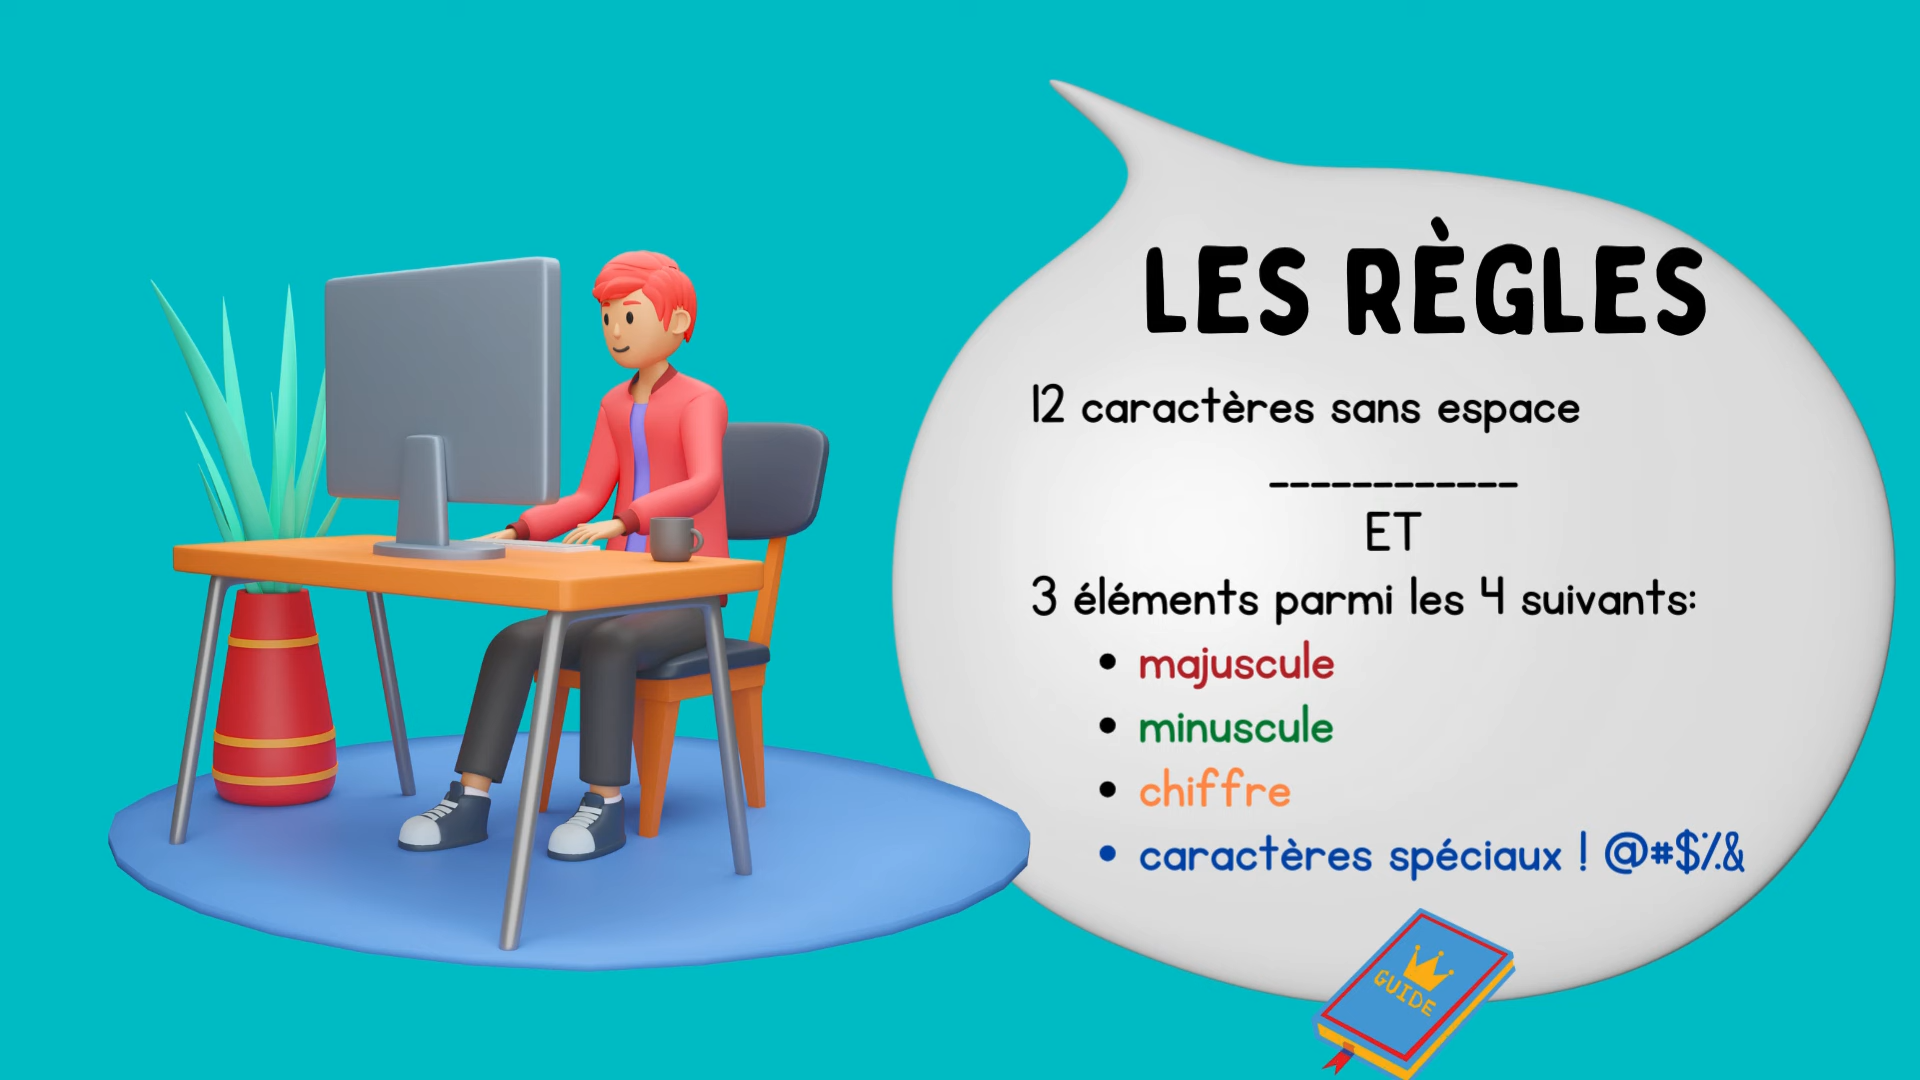 LES RÈGLES
12 caractères sans espace
____________
ET
3 éléments parmi les 4 suivants:
• majuscule
• minuscule
• chiffre
• caractères spéciaux ! @#$%&
GUIDE